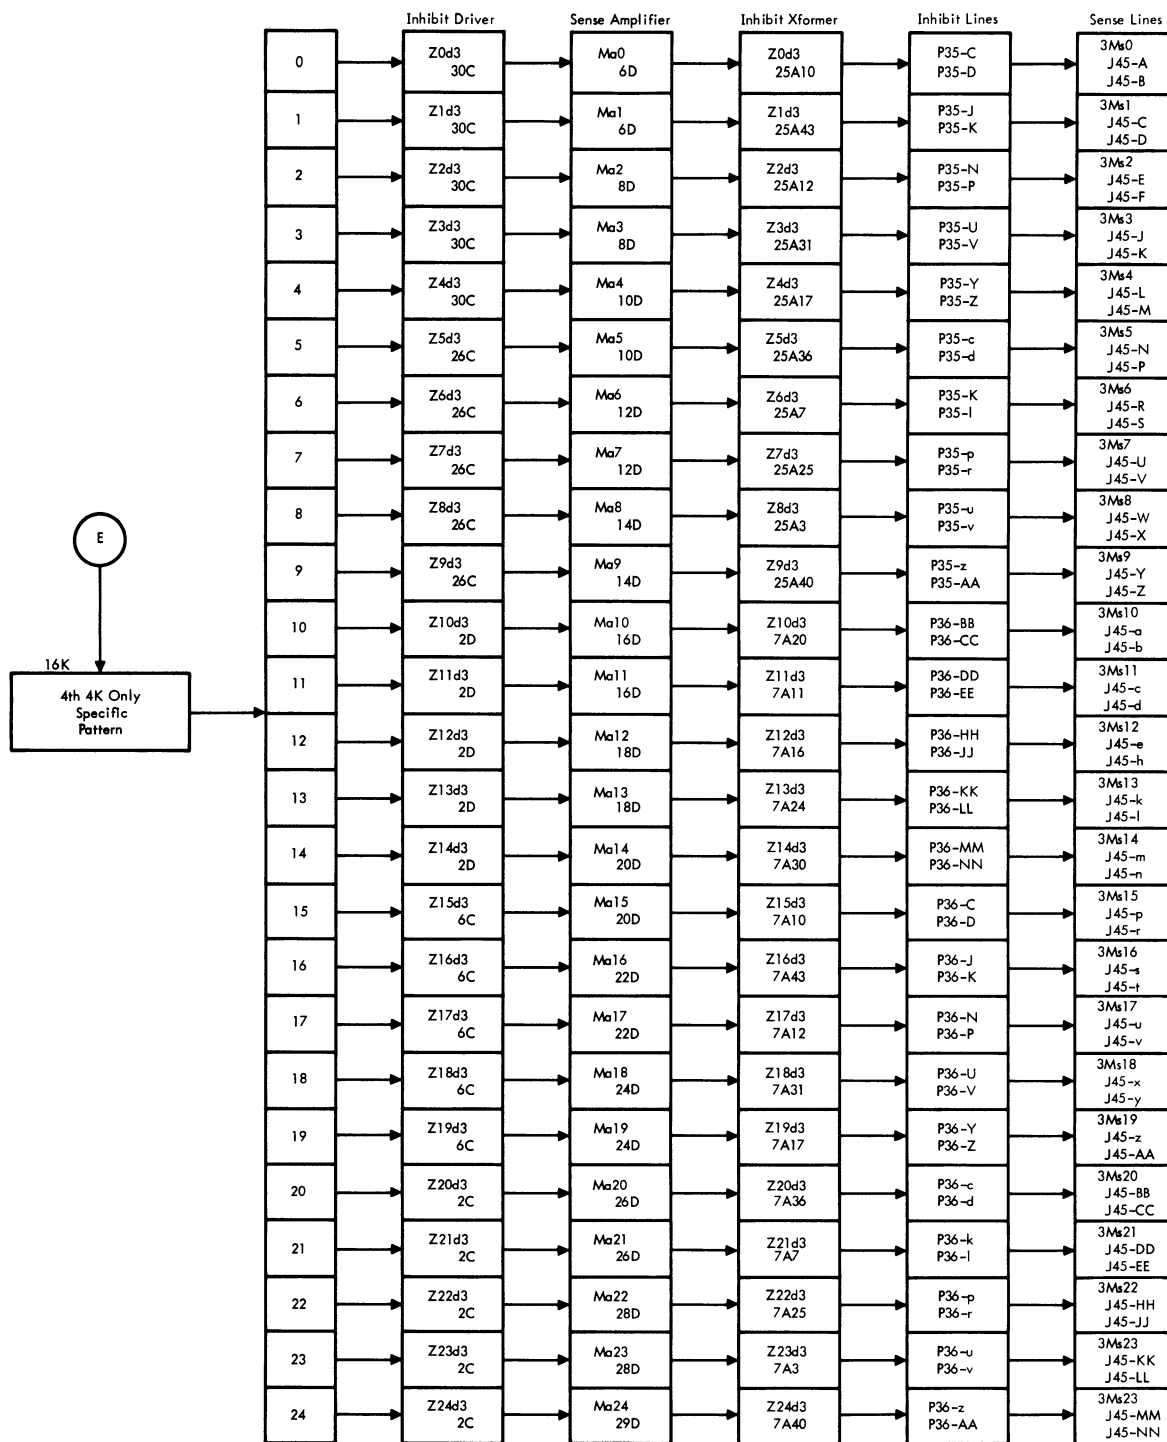 Inhibit Driver Sense Amplifier Inhibit Xformer Inhibit Lines Sense Lines
0 Z0d3 30C Ma0 6D Z0d3 25A10 P35-C P35-D 3Ms0 J45-A J45-B
1 Z1d3 30C Ma1 6D Z1d3 25A43 P35-J P35-K 3Ms1 J45-C J45-D
2 Z2d3 30C Ma2 8D Z2d3 25A12 P35-N P35-P 3Ms2 J45-E J45-F
3 Z3d3 30C Ma3 8D Z3d3 25A31 P35-U P35-V 3Ms3 J45-J J45-K
4 Z4d3 30C Ma4 10D Z4d3 25A17 P35-Y P35-Z 3Ms4 J45-L J45-M
5 Z5d3 26C Ma5 10D Z5d3 25A36 P35-c P35-d 3Ms5 J45-N J45-P
6 Z6d3 26C Ma6 12D Z6d3 25A7 P35-K P35-l 3Ms6 J45-R J45-S
7 Z7d3 26C Ma7 12D Z7d3 25A25 P35-p P35-r 3Ms7 J45-U J45-V
8 Z8d3 26C Ma8 14D Z8d3 25A3 P35-u P35-v 3Ms8 J45-W J45-X
E
9 Z9d3 26C Ma9 14D Z9d3 25A40 P35-z P35-AA 3Ms9 J45-Y J45-Z
10 Z10d3 2D Ma10 16D Z10d3 7A20 P36-BB P36-CC 3Ms10 J45-a J45-b
16K
4th 4K Only
Specific
Pattern
11 Z11d3 2D Ma11 16D Z11d3 7A11 P36-DD P36-EE 3Ms11 J45-c J45-d
12 Z12d3 2D Ma12 18D Z12d3 7A16 P36-HH P36-JJ 3Ms12 J45-e J45-h
13 Z13d3 2D Ma13 18D Z13d3 7A24 P36-KK P36-LL 3Ms13 J45-k J45-l
14 Z14d3 2D Ma14 20D Z14d3 7A30 P36-MM P36-NN 3Ms14 J45-m J45-n
15 Z15d3 6C Ma15 20D Z15d3 7A10 P36-C P36-D 3Ms15 J45-p J45-r
16 Z16d3 6C Ma16 22D Z16d3 7A43 P36-J P36-K 3Ms16 J45-s J45-t
17 Z17d3 6C Ma17 22D Z17d3 7A12 P36-N P36-P 3Ms17 J45-u J45-v
18 Z18d3 6C Ma18 24D Z18d3 7A31 P36-U P36-V 3Ms18 J45-x J45-y
19 Z19d3 6C Ma19 24D Z19d3 7A17 P36-Y P36-Z 3Ms19 J45-z J45-AA
20 Z20d3 2C Ma20 26D Z20d3 7A36 P36-c P36-d 3Ms20 J45-BB J45-CC
21 Z21d3 2C Ma21 26D Z21d3 7A7 P36-k P36-l 3Ms21 J45-DD J45-EE
22 Z22d3 2C Ma22 28D Z22d3 7A25 P36-p P36-r 3Ms22 J45-HH J45-JJ
23 Z23d3 2C Ma23 28D Z23d3 7A3 P36-u P36-v 3Ms23 J45-KK J45-LL
24 Z24d3 2C Ma24 29D Z24d3 7A40 P36-z P36-AA 3Ms23 J45-MM J45-NN